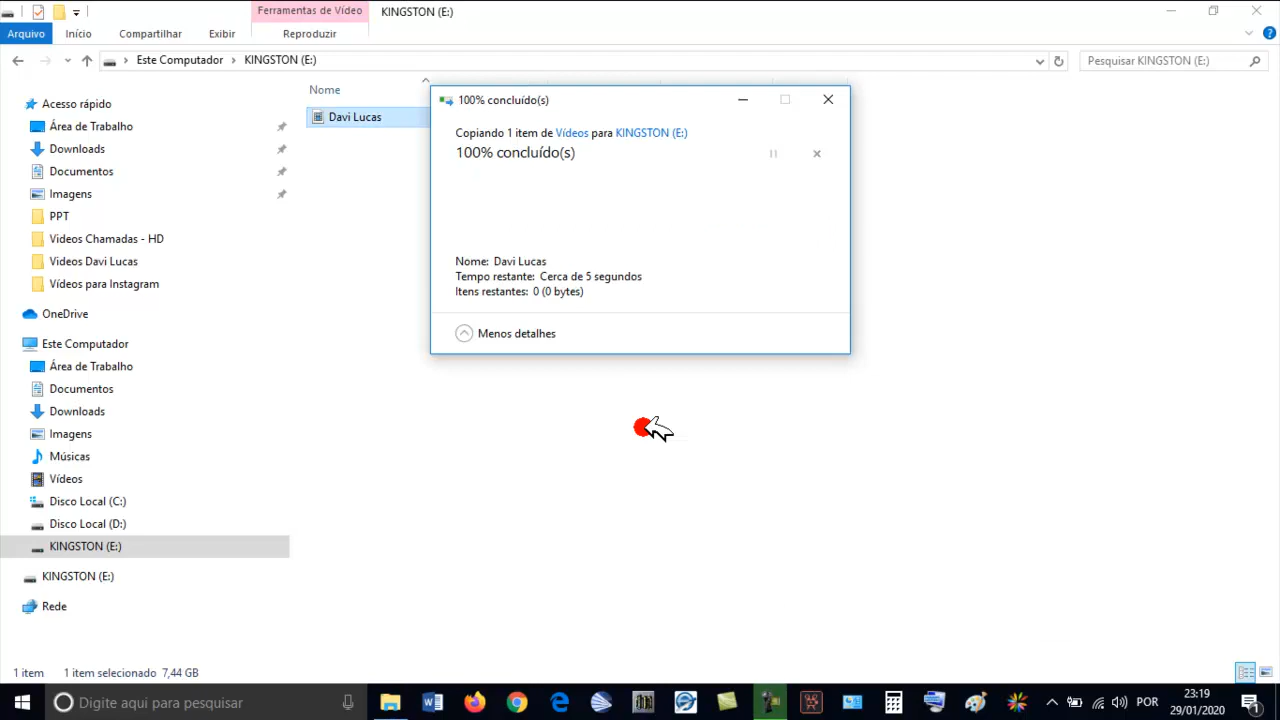 Ferramentas de Vídeo
KINGSTON (E:)
Arquivo
Início
Compartilhar
Exibir
Reproduzir
Este Computador
KINGSTON (E:)
Pesquisar KINGSTON (E:)
Acesso rápido
Área de Trabalho
Downloads
Documentos
Imagens
PPT
Videos Chamadas - HD
Videos Davi Lucas
Vídeos para Instagram
OneDrive
Este Computador
Área de Trabalho
Documentos
Downloads
Imagens
Músicas
Vídeos
Disco Local (C:)
Disco Local (D:)
KINGSTON (E:)
KINGSTON (E:)
Rede
Nome
Davi Lucas
100% concluído(s)
Copiando 1 item de Vídeos para KINGSTON (E:)
100% concluído(s)
Nome: Davi Lucas
Tempo restante: Cerca de 5 segundos
Itens restantes: 0 (0 bytes)
Menos detalhes
1 item
1 item selecionado 7,44 GB
Digite aqui para pesquisar
POR
23:19
29/01/2020
1